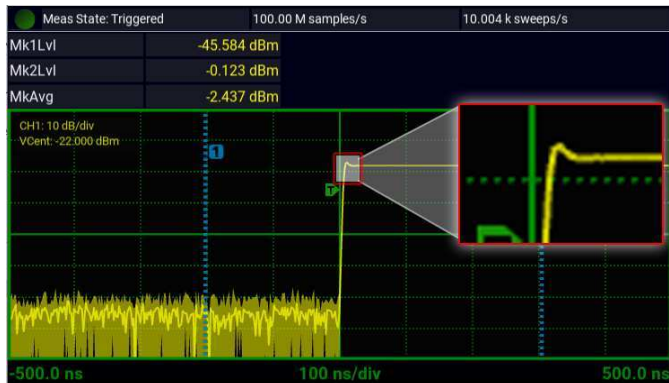 Meas State: Triggered 100.00 M samples/s 10.004 k sweeps/s
Mk1Lvl -45.584 dBm
Mk2Lvl -0.123 dBm
MkAvg -2.437 dBm
CH1: 10 dB/div
VCent: -22.000 dBm
1
T
-500.0 ns 100 ns/div 500.0 ns